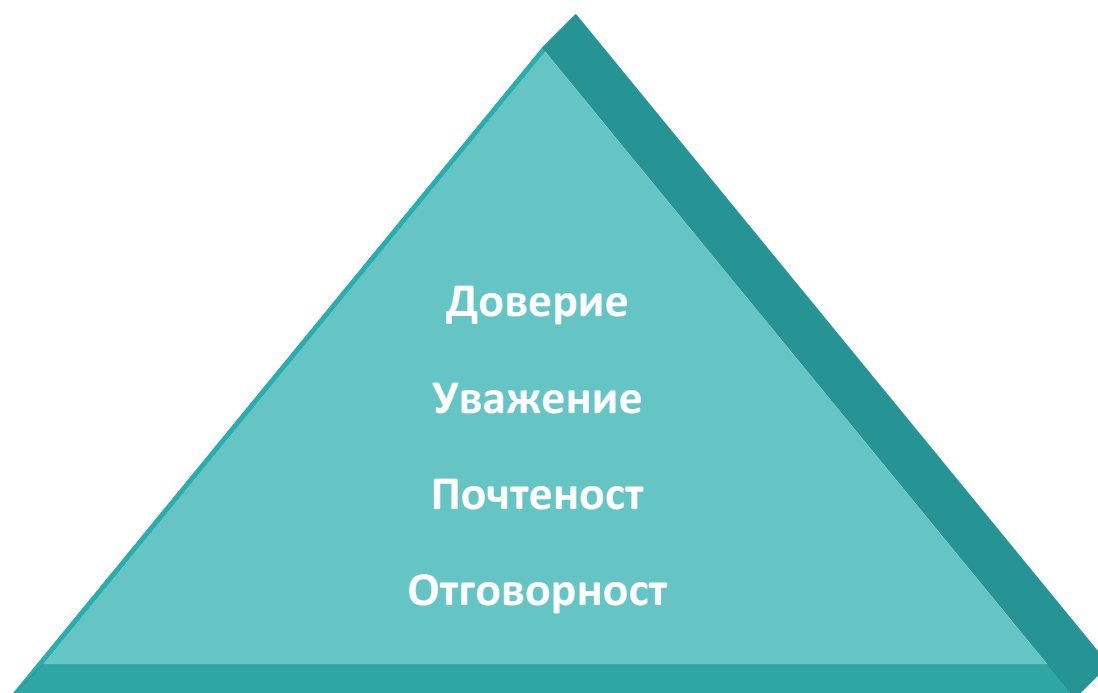 Доверие
Уважение
Почтеност
Отговорност